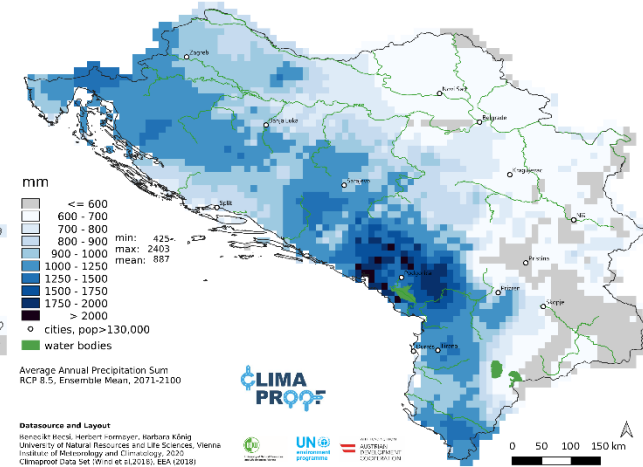 Zagreb
Novi Sad
Belgrade
Banja Luka
Sarajevo
Kragujevac
Split
Niš
Pristina
Podgorica
Prizren
Skopje
Durrës
Tirana
mm
<= 600
600 - 700
700 - 800
800 - 900
900 - 1000
1000 - 1250
1250 - 1500
1500 - 1750
1750 - 2000
> 2000
min: 425
max: 2403
mean: 887
cities, pop>130,000
water bodies
Average Annual Precipitation Sum
RCP 8.5, Ensemble Mean, 2071-2100
CLIMA
PROOF
Datasource and Layout
Benedikt Becsi, Herbert Formayer, Barbara König
University of Natural Resources and Life Sciences, Vienna
Institute of Meteorology and Climatology, 2020
Climaproof Data Set (Wind et al,2018), EEA (2018)
UN
environment
programme
AUSTRIAN
DEVELOPMENT
COOPERATION
0 50 100 150 km